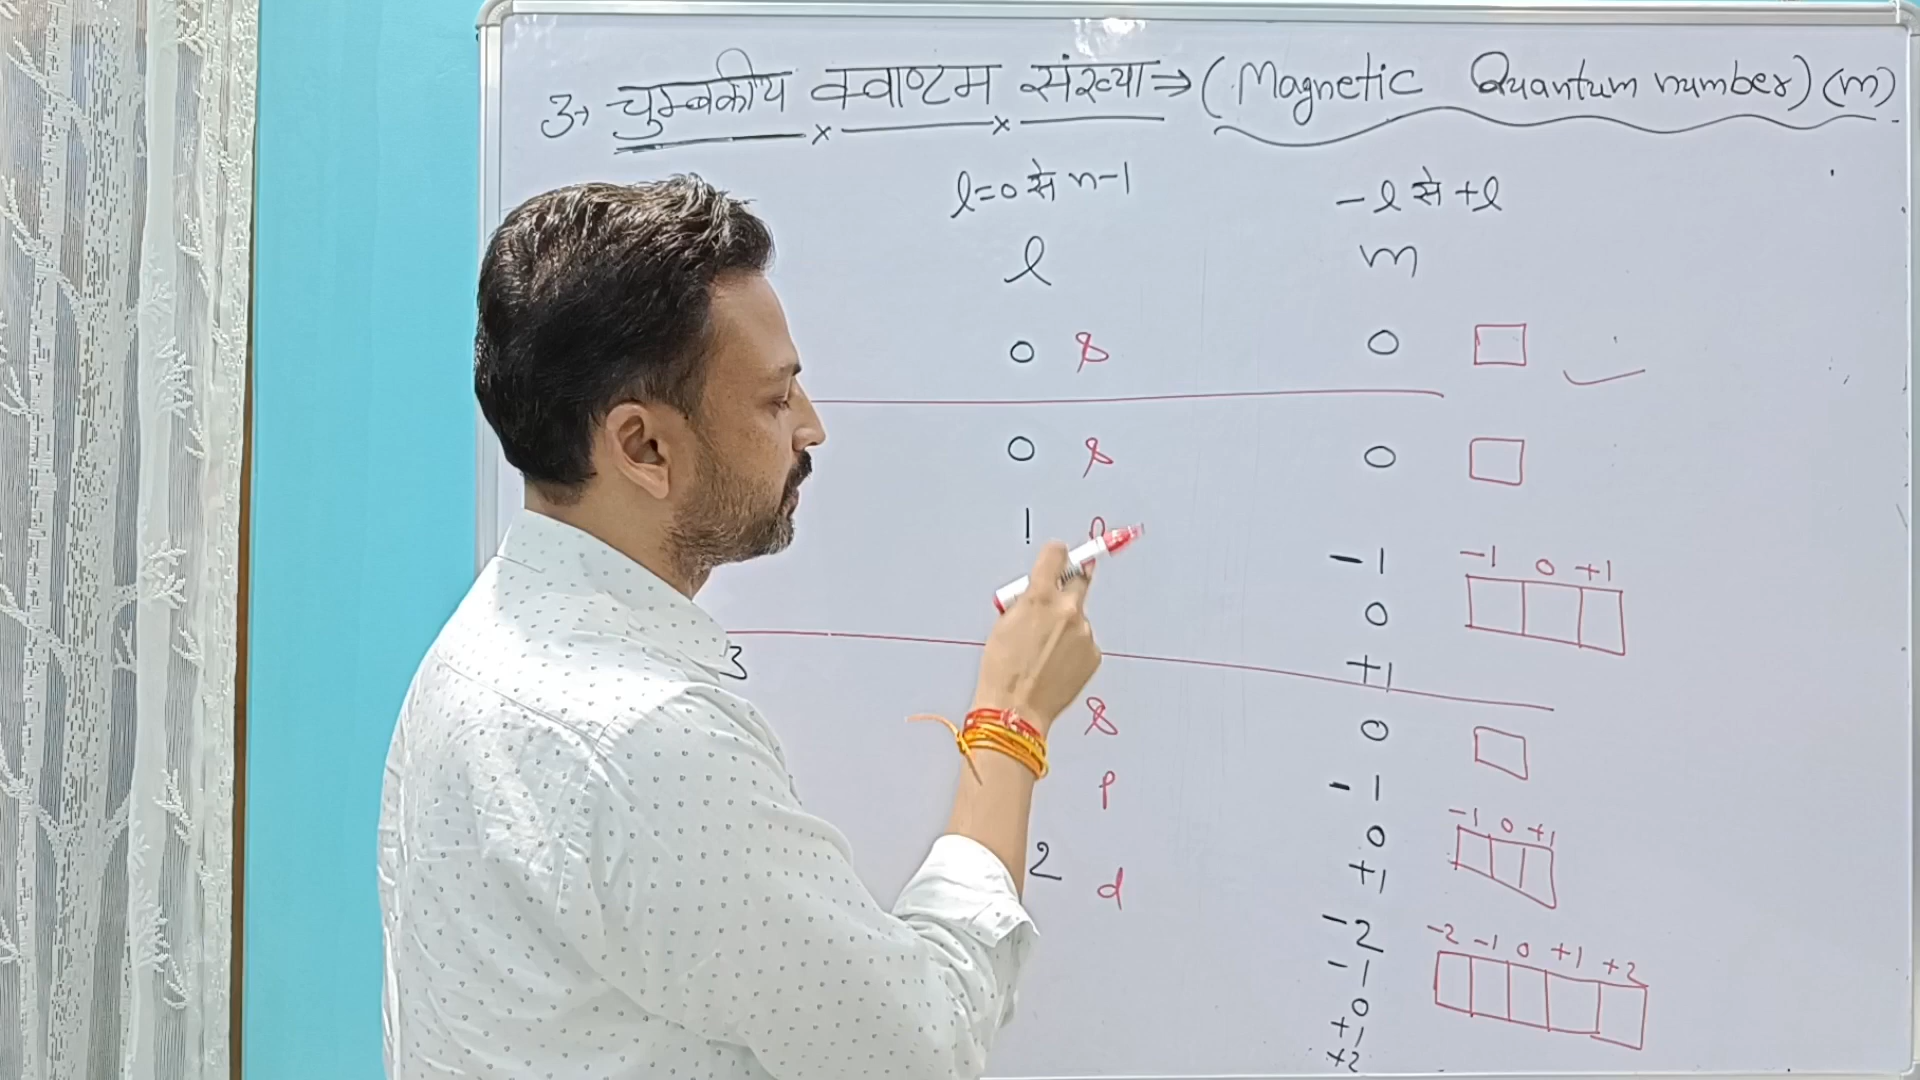 3→ चुम्बकीय क्वाण्टम संख्या → (Magnetic Quantum number) (m)
l=0 से n-1 -l से +l
l m
0 s 0
0 s 0
1 -1 -1 0 +1
0
+1
3
s 0
p -1
0 -1 0 +1
+1
2 d
-2 -2 -1 0 +1 +2
-1
0
+1
+2